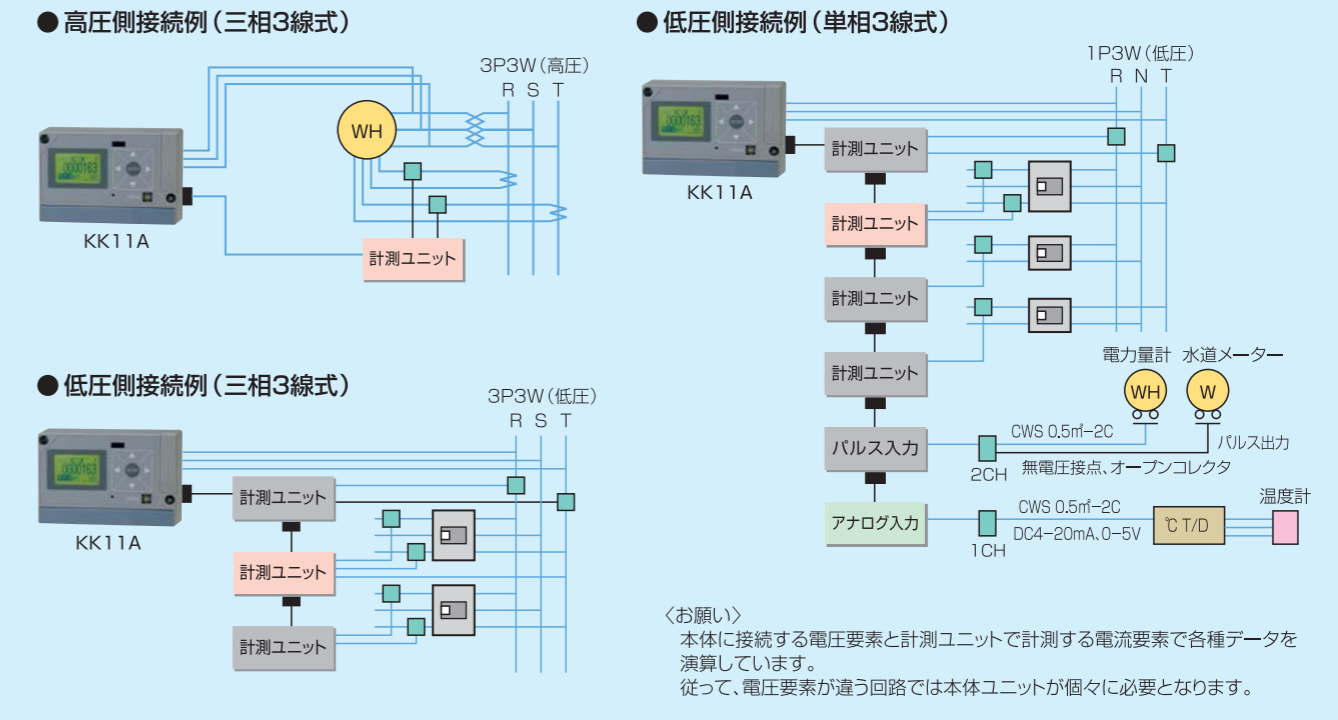 ●高圧側接続例（三相3線式）
3P3W（高圧）
R S T
WH
KK11A
計測ユニット
●低圧側接続例（三相3線式）
3P3W（低圧）
R S T
KK11A
計測ユニット
計測ユニット
計測ユニット
●低圧側接続例（単相3線式）
1P3W（低圧）
R N T
KK11A
計測ユニット
計測ユニット
計測ユニット
計測ユニット
電力量計 水道メーター
WH W
パルス入力
CWS 0.5㎡-2C
パルス出力
2CH
無電圧接点、オープンコレクタ
アナログ入力
CWS 0.5㎡-2C
DC4-20mA、0-5V
1CH
℃ T/D
温度計
〈お願い〉
本体に接続する電圧要素と計測ユニットで計測する電流要素で各種データを
演算しています。
従って、電圧要素が違う回路では本体ユニットが個々に必要となります。